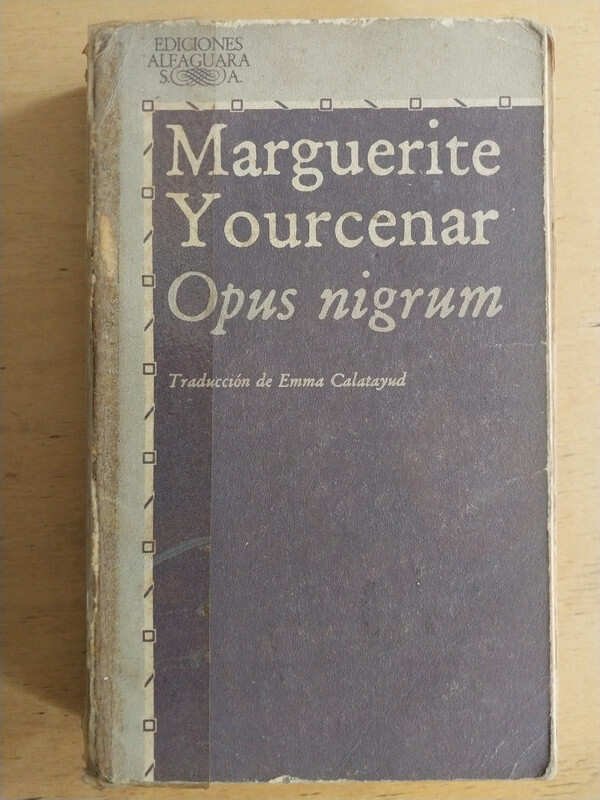 EDICIONES
ALFAGUARA
S. A.
Marguerite
Yourcenar
Opus nigrum
Traducción de Emma Calatayud